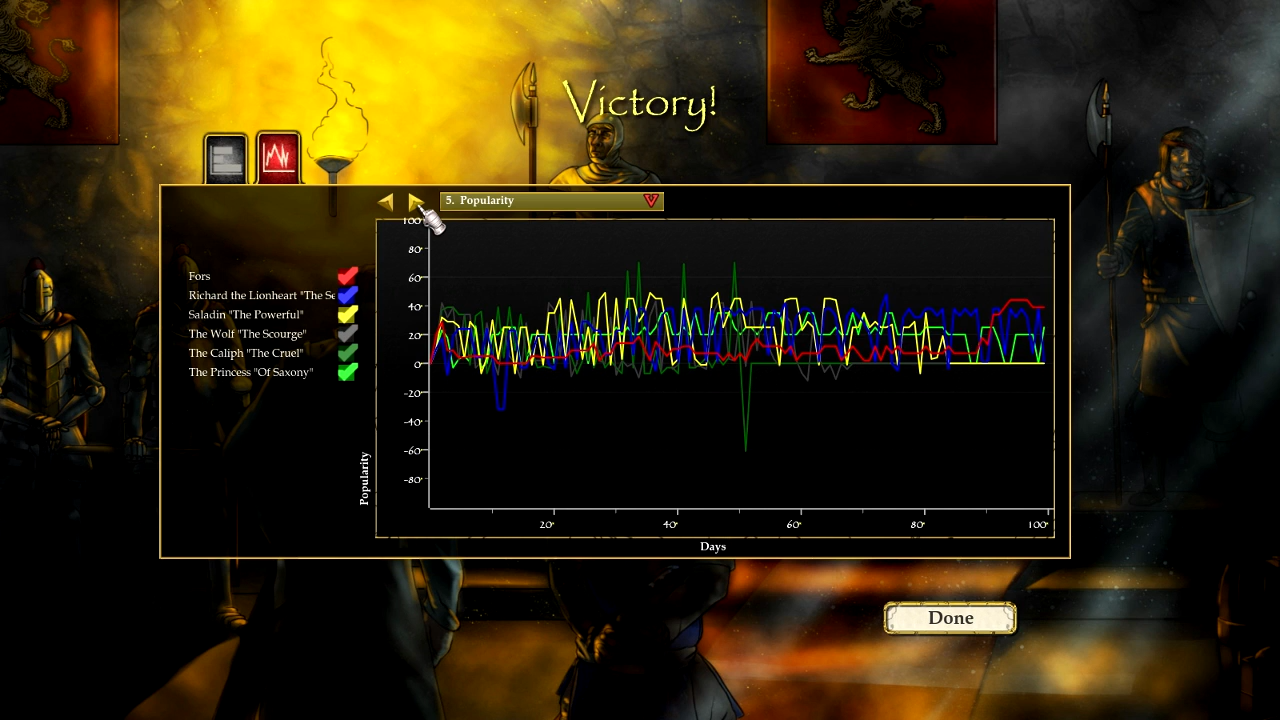 Victory!
5. Popularity
Fors
Richard the Lionheart "The Se
Saladin "The Powerful"
The Wolf "The Scourge"
The Caliph "The Cruel"
The Princess "Of Saxony"
100
80
60
40
20
0
-20
-40
-60
-80
Popularity
20 40 60 80 100
Days
Done